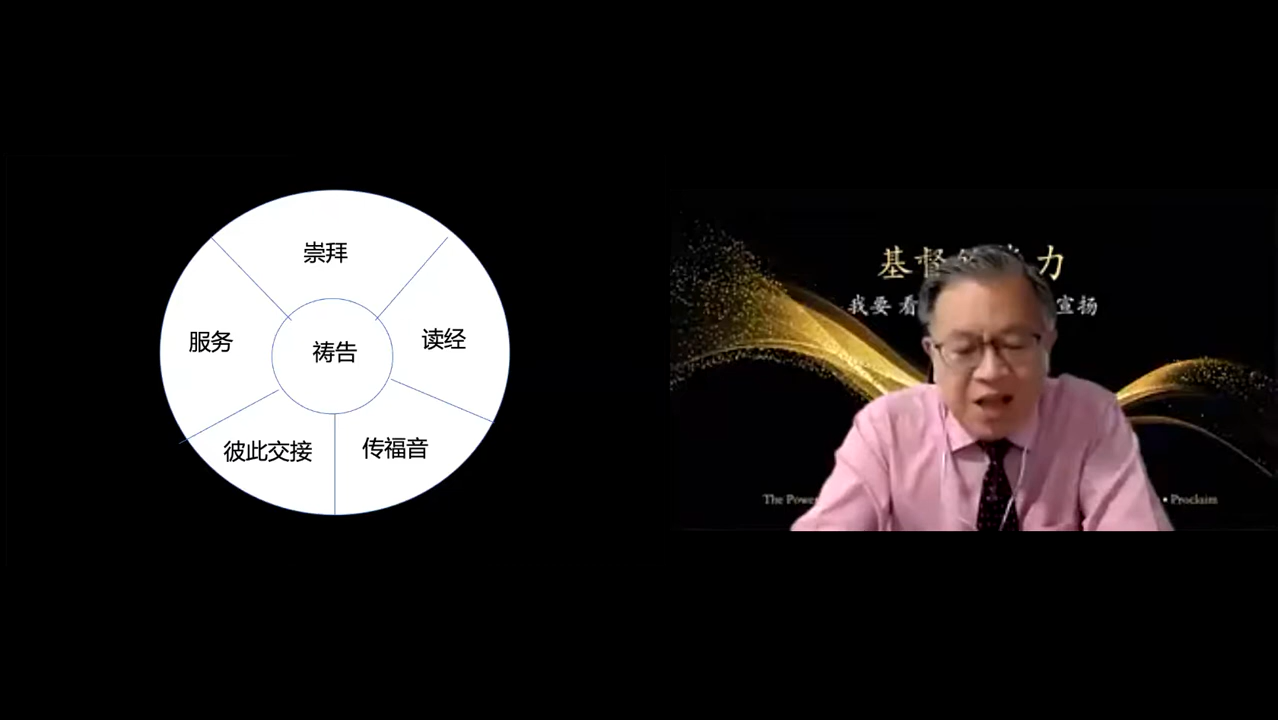 崇拜
服务
祷告
读经
彼此交接
传福音
基督 力
我要看 宣扬
The Power • Proclaim